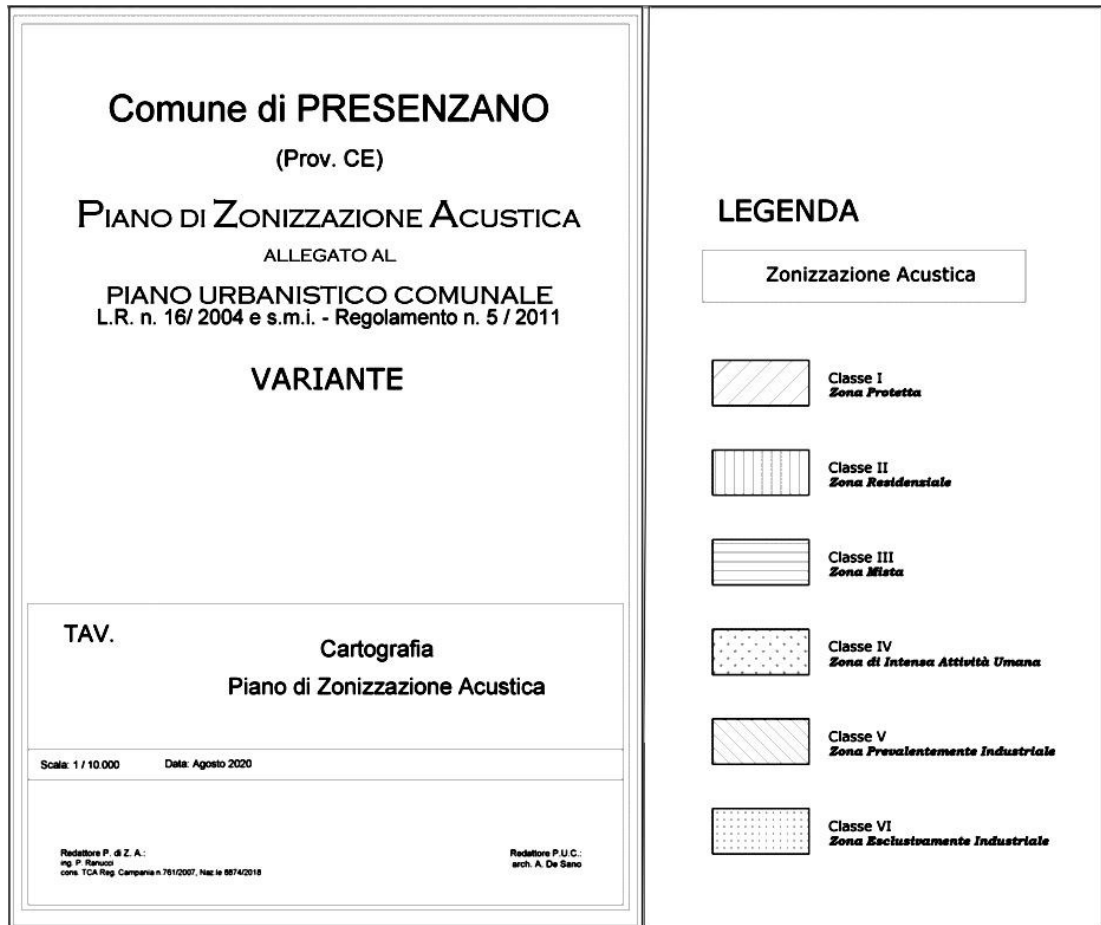 Comune di PRESENZANO
(Prov. CE)
PIANO DI ZONIZZAZIONE ACUSTICA
ALLEGATO AL
PIANO URBANISTICO COMUNALE
L.R. n. 16/ 2004 e s.m.i. - Regolamento n. 5 / 2011
VARIANTE
TAV.
Cartografia
Piano di Zonizzazione Acustica
Scala: 1 / 10.000 Data: Agosto 2020
Redattore P. di Z. A.:
ing. P. Ranucci
cons. TCA Reg. Campania n.761/2007, Naz.le 8874/2018
Redattore P.U.C.:
arch. A. De Sano
LEGENDA
Zonizzazione Acustica
Classe I
Zona Protetta
Classe II
Zona Residenziale
Classe III
Zona Mista
Classe IV
Zona di Intensa Attività Umana
Classe V
Zona Prevalentemente Industriale
Classe VI
Zona Esclusivamente Industriale